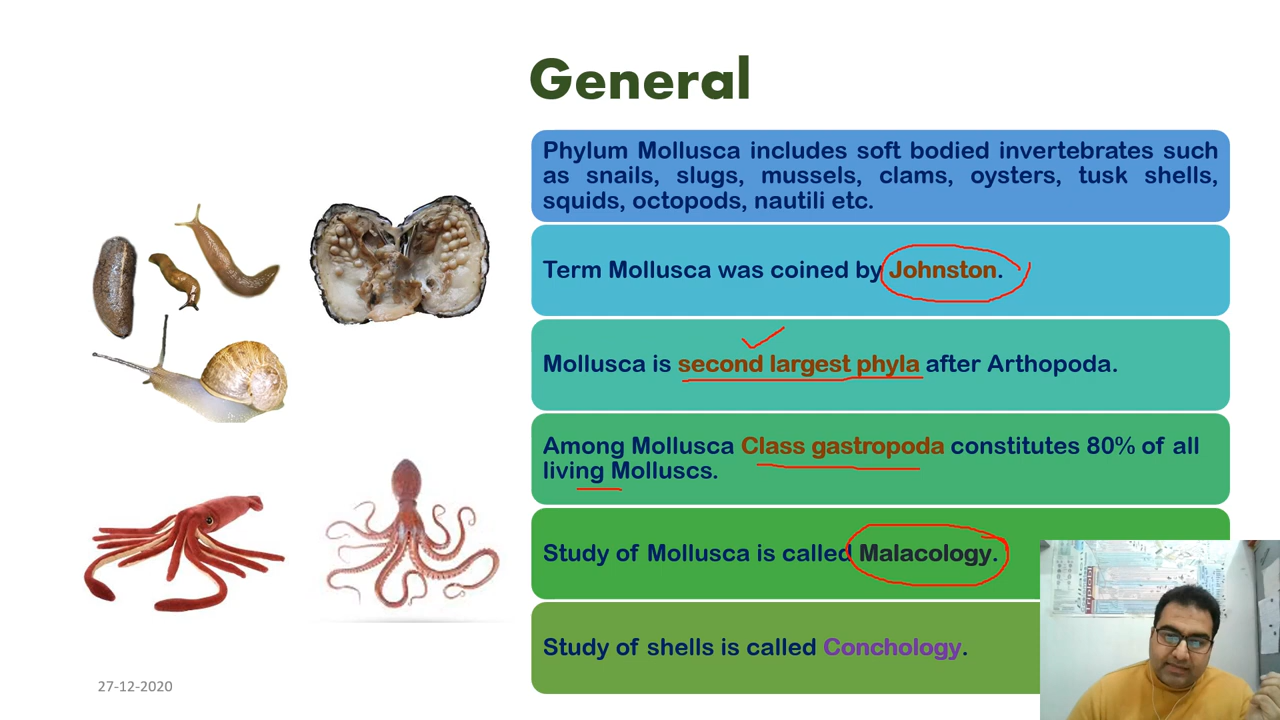 General
Phylum Mollusca includes soft bodied invertebrates such
as snails, slugs, mussels, clams, oysters, tusk shells,
squids, octopods, nautili etc.
Term Mollusca was coined by Johnston.
Mollusca is second largest phyla after Arthopoda.
Among Mollusca Class gastropoda constitutes 80% of all
living Molluscs.
Study of Mollusca is called Malacology.
Study of shells is called Conchology.
27-12-2020